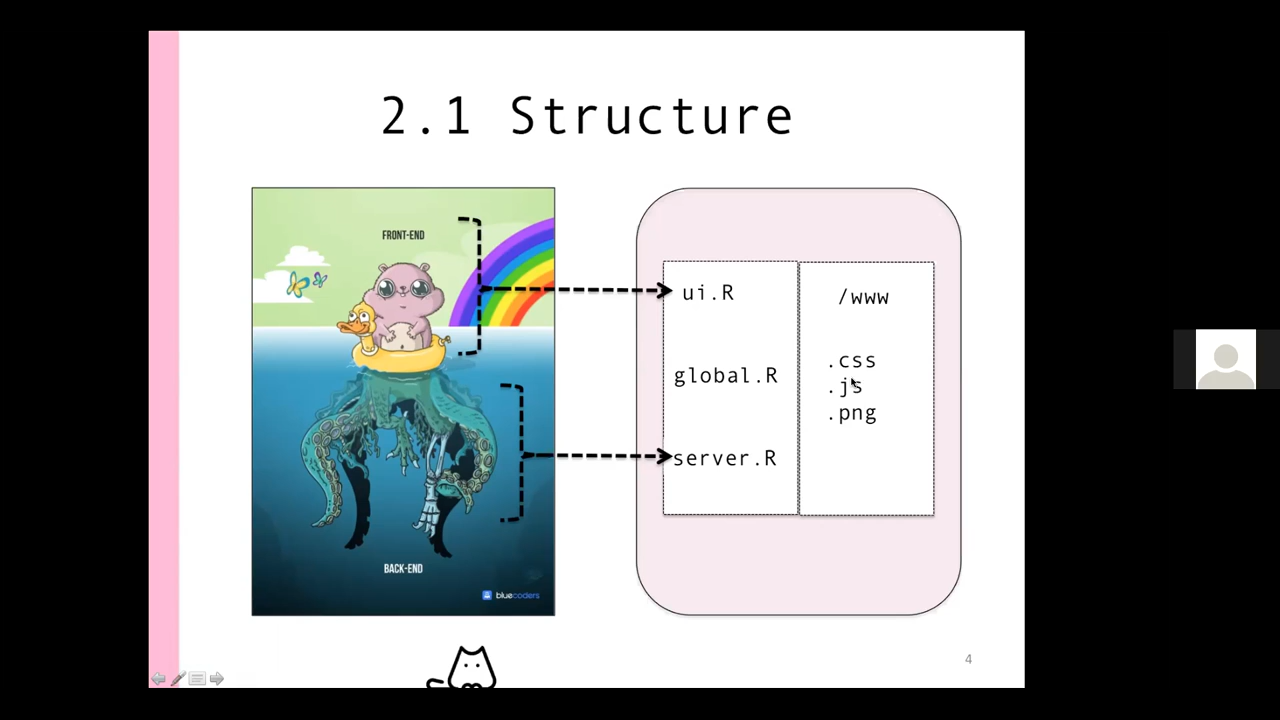 2.1 Structure
FRONT-END
BACK-END
bluecoders
ui.R
global.R
server.R
/www
.css
.js
.png
4